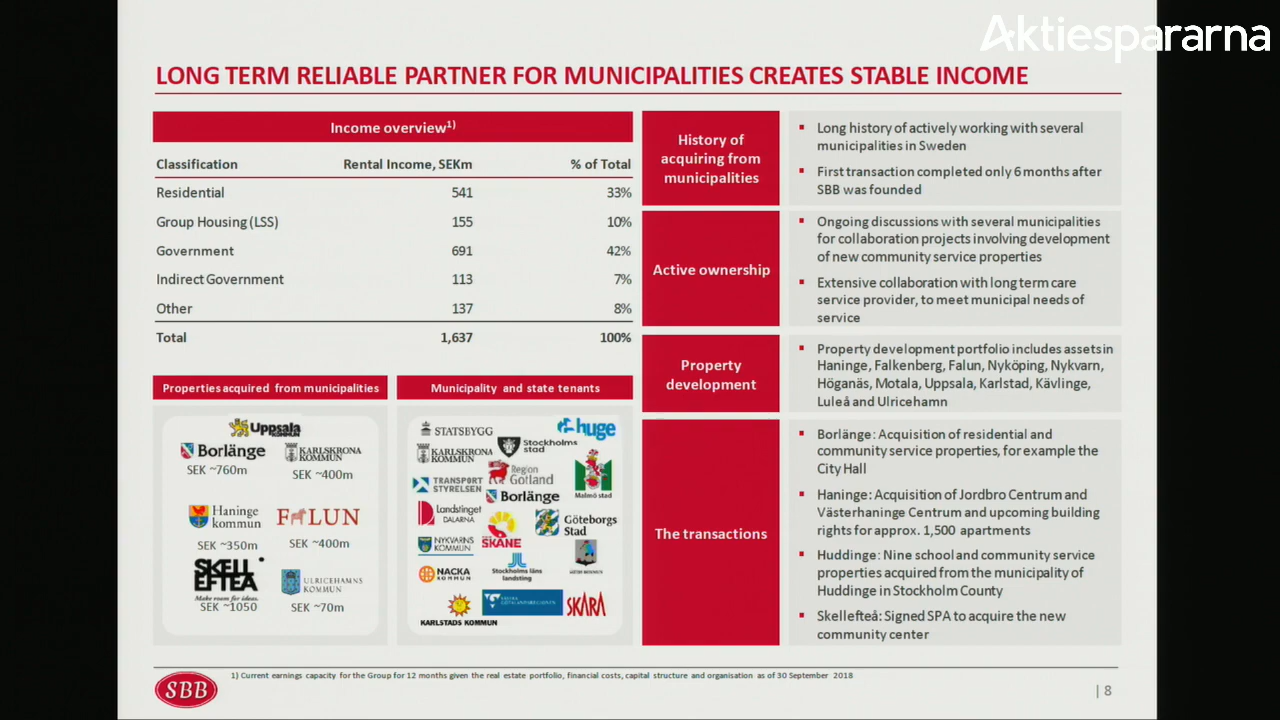 Aktiespararna
LONG TERM RELIABLE PARTNER FOR MUNICIPALITIES CREATES STABLE INCOME
Income overview1)
Classification Rental Income, SEKm % of Total
Residential 541 33%
Group Housing (LSS) 155 10%
Government 691 42%
Indirect Government 113 7%
Other 137 8%
Total 1,637 100%
Properties acquired from municipalities
Uppsala
KOMMUN
Borlänge
SEK ~760m
KARLSKRONA
KOMMUN
SEK ~400m
Haninge
kommun
SEK ~350m
FALUN
SEK ~400m
SKELL
EFTEA
Make room for ideas.
SEK ~1050
ULRICEHAMNS
KOMMUN
SEK ~70m
Municipality and state tenants
STATSBYGG
huge
KARLSKRONA
KOMMUN
Stockholms
stad
TRANSPORT
STYRELSEN
Region
Gotland
Malmö stad
Borlänge
Landstinget
DALARNA
SKÅNE
Göteborgs
Stad
NYKVARNS
KOMMUN
NACKA
KOMMUN
Stockholms läns
landsting
KARLSTADS KOMMUN
SKARA
History of
acquiring from
municipalities
▪ Long history of actively working with several
municipalities in Sweden
▪ First transaction completed only 6 months after
SBB was founded
Active ownership
▪ Ongoing discussions with several municipalities
for collaboration projects involving development
of new community service properties
▪ Extensive collaboration with long term care
service provider, to meet municipal needs of
service
Property
development
▪ Property development portfolio includes assets in
Haninge, Falkenberg, Falun, Nyköping, Nykvarn,
Höganäs, Motala, Uppsala, Karlstad, Kävlinge,
Luleå and Ulricehamn
The transactions
▪ Borlänge: Acquisition of residential and
community service properties, for example the
City Hall
▪ Haninge: Acquisition of Jordbro Centrum and
Västerhaninge Centrum and upcoming building
rights for approx. 1,500 apartments
▪ Huddinge: Nine school and community service
properties acquired from the municipality of
Huddinge in Stockholm County
▪ Skellefteå: Signed SPA to acquire the new
community center
SBB
1) Current earnings capacity for the Group for 12 months given the real estate portfolio, financial costs, capital structure and organisation as of 30 September 2018
| 8